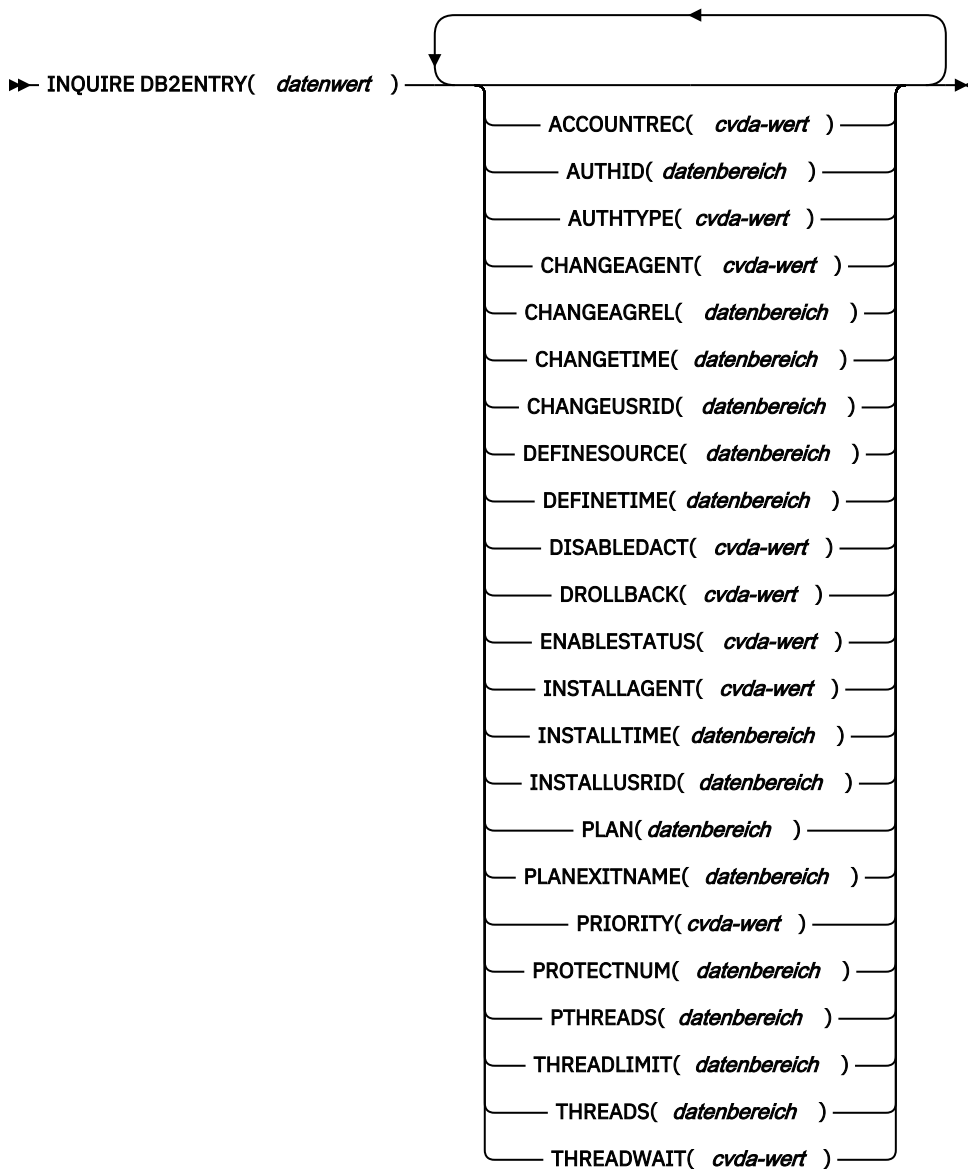 INQUIRE DB2ENTRY( datenwert )
ACCOUNTREC( cvda-wert )
AUTHID( datenbereich )
AUTHTYPE( cvda-wert )
CHANGEAGENT( cvda-wert )
CHANGEAGREL( datenbereich )
CHANGETIME( datenbereich )
CHANGEUSRID( datenbereich )
DEFINESOURCE( datenbereich )
DEFINETIME( datenbereich )
DISABLEDACT( cvda-wert )
DROLLBACK( cvda-wert )
ENABLESTATUS( cvda-wert )
INSTALLAGENT( cvda-wert )
INSTALLTIME( datenbereich )
INSTALLUSRID( datenbereich )
PLAN( datenbereich )
PLANEXITNAME( datenbereich )
PRIORITY( cvda-wert )
PROTECTNUM( datenbereich )
PTHREADS( datenbereich )
THREADLIMIT( datenbereich )
THREADS( datenbereich )
THREADWAIT( cvda-wert )